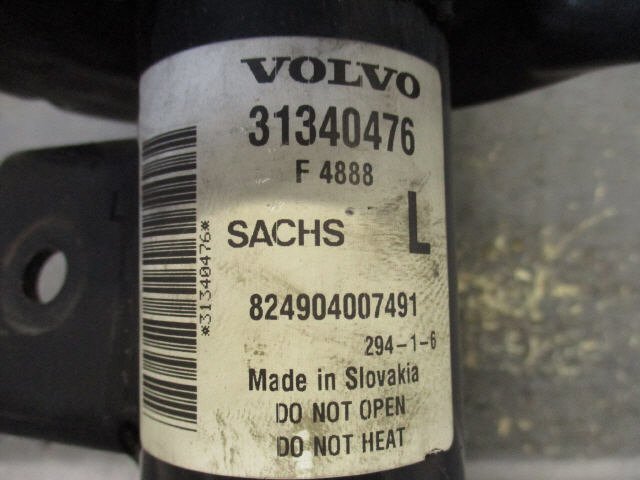 VOLVO
31340476
F 4888
SACHS L
824904007491
294-1-6
Made in Slovakia
DO NOT OPEN
DO NOT HEAT
*31340476*